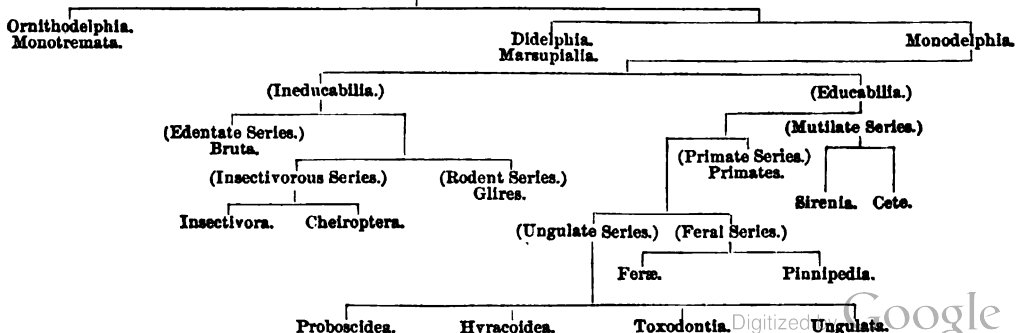 Ornithodelphia.
Monotremata.
Didelphia.
Marsupialia.
Monodelphia.
(Ineducabilia.)
(Educabilia.)
(Edentate Series.)
Bruta.
(Mutilate Series.)
(Primate Series.)
Primates.
(Insectivorous Series.)
(Rodent Series.)
Glires.
Sirenia. Cete.
Insectivora. Cheiroptera.
(Ungulate Series.) (Feral Series.)
Feræ. Pinnipedia.
Proboscidea. Hyracoidea. Toxodontia. Ungulata.
Digitized by Google